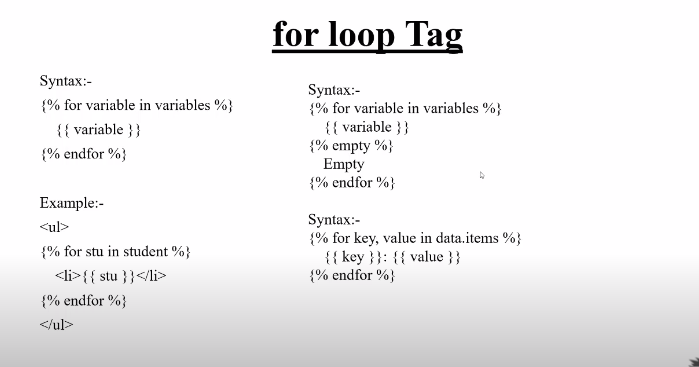 for loop Tag
Syntax:-
{% for variable in variables %}
{{ variable }}
{% endfor %}
Example:-
<ul>
{% for stu in student %}
<li>{{ stu }}</li>
{% endfor %}
</ul>
Syntax:-
{% for variable in variables %}
{{ variable }}
{% empty %}
Empty
{% endfor %}
Syntax:-
{% for key, value in data.items %}
{{ key }}: {{ value }}
{% endfor %}